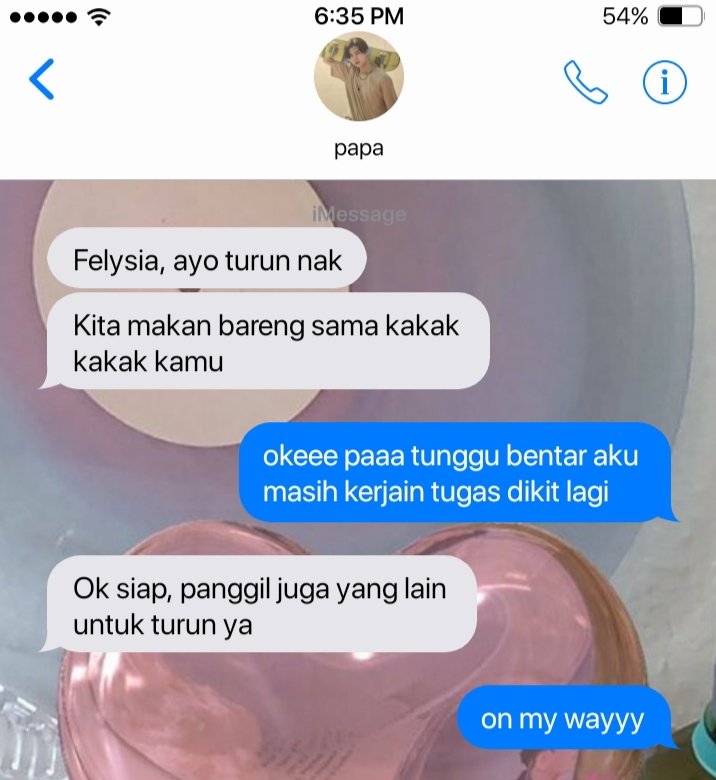 6:35 PM
54%
papa
iMessage
Felysia, ayo turun nak
Kita makan bareng sama kakak
kakak kamu
okeee paaa tunggu bentar aku
masih kerjain tugas dikit lagi
Ok siap, panggil juga yang lain
untuk turun ya
on my wayyy